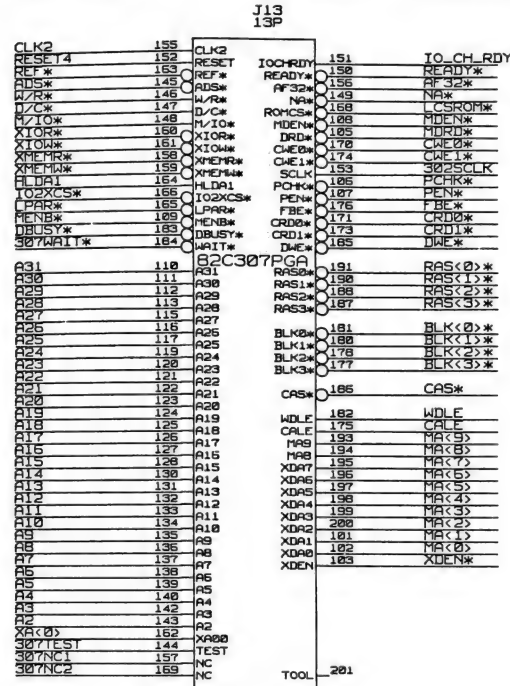 J13
13P
CLK2 155 CLK2
RESET4 152 RESET
REF* 163 REF*
ADS* 145 ADS*
W/R* 146 W/R*
D/C* 147 D/C*
M/IO* 148 M/IO*
XIOR* 160 XIOR*
XIOW* 161 XIOW*
XMEMR* 158 XMEMR*
XMEMW* 159 XMEMW*
HLDA1 164 HLDA1
IO2XCS* 166 IO2XCS*
LPAR* 165 LPAR*
MENB* 109 MENB*
DBUSY* 183 DBUSY*
307WAIT* 184 WAIT*
82C307PGA
A31 110 A31
A30 111 A30
A29 112 A29
A28 113 A28
A27 115 A27
A26 116 A26
A25 117 A25
A24 119 A24
A23 120 A23
A22 121 A22
A21 122 A21
A20 123 A20
A19 124 A19
A18 125 A18
A17 126 A17
A16 127 A16
A15 128 A15
A14 130 A14
A13 131 A13
A12 132 A12
A11 133 A11
A10 134 A10
A9 135 A9
A8 136 A8
A7 137 A7
A6 138 A6
A5 139 A5
A4 140 A4
A3 142 A3
A2 143 A2
XA<0> 162 XA00
307TEST 144 TEST
307NC1 157 NC
307NC2 169 NC
IOCHRDY 151 IO_CH_RDY
READY* 150 READY*
AF32* 156 AF32*
NA* 149 NA*
ROMCS* 168 LCSROM*
MDEN* 108 MDEN*
DRD* 105 MDRD*
CWE0* 170 CWE0*
CWE1* 174 CWE1*
SCLK 153 302SCLK
PCHK* 106 PCHK*
PEN* 107 PEN*
FBE* 176 FBE*
CRD0* 171 CRD0*
CRD1* 173 CRD1*
DWE* 185 DWE*
RAS0* 191 RAS<0>*
RAS1* 190 RAS<1>*
RAS2* 188 RAS<2>*
RAS3* 187 RAS<3>*
BLK0* 181 BLK<0>*
BLK1* 180 BLK<1>*
BLK2* 178 BLK<2>*
BLK3* 177 BLK<3>*
CAS* 186 CAS*
WDLE 182 WDLE
CALE 175 CALE
MA9 193 MA<9>
MA8 194 MA<8>
XDA7 195 MA<7>
XDA6 196 MA<6>
XDA5 197 MA<5>
XDA4 198 MA<4>
XDA3 199 MA<3>
XDA2 200 MA<2>
XDA1 101 MA<1>
XDA0 102 MA<0>
XDEN 103 XDEN*
TOOL 201